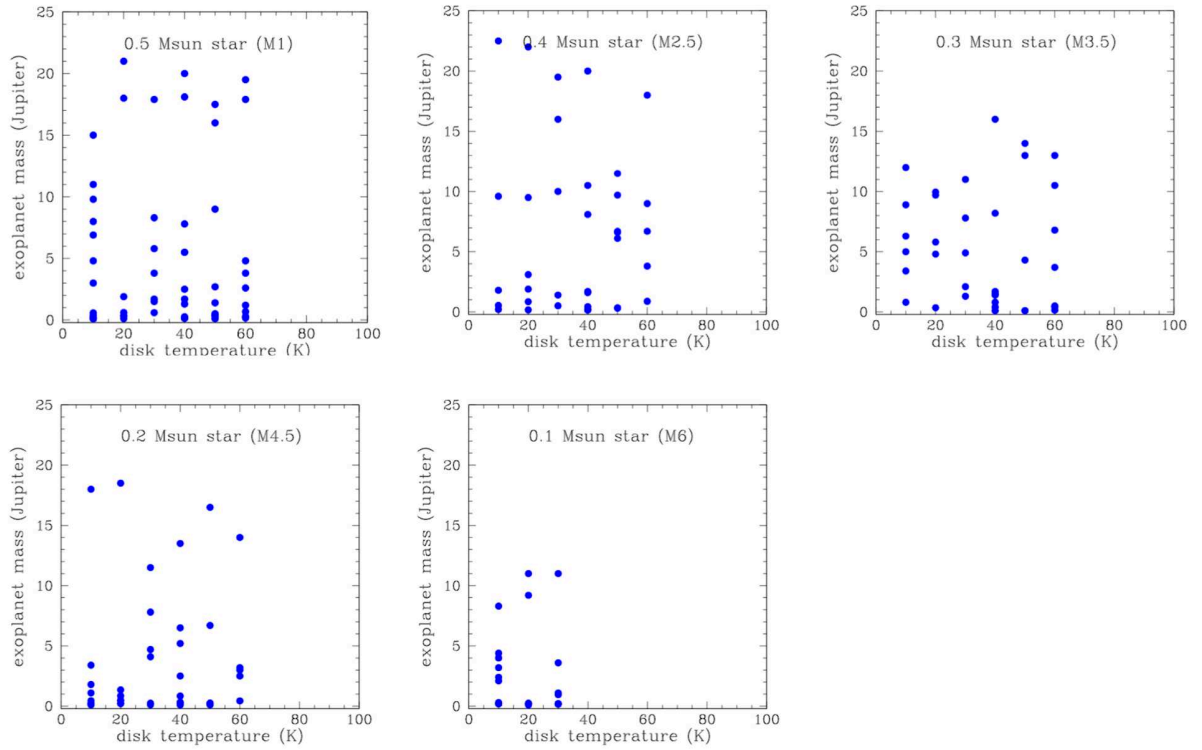 25
20
15
10
5
0
exoplanet mass (Jupiter)
0.5 Msun star (M1)
0 20 40 60 80 100
disk temperature (K)
25
20
15
10
5
0
exoplanet mass (Jupiter)
0.4 Msun star (M2.5)
0 20 40 60 80 100
disk temperature (K)
25
20
15
10
5
0
exoplanet mass (Jupiter)
0.3 Msun star (M3.5)
0 20 40 60 80 100
disk temperature (K)
25
20
15
10
5
0
exoplanet mass (Jupiter)
0.2 Msun star (M4.5)
0 20 40 60 80 100
disk temperature (K)
25
20
15
10
5
0
exoplanet mass (Jupiter)
0.1 Msun star (M6)
0 20 40 60 80 100
disk temperature (K)